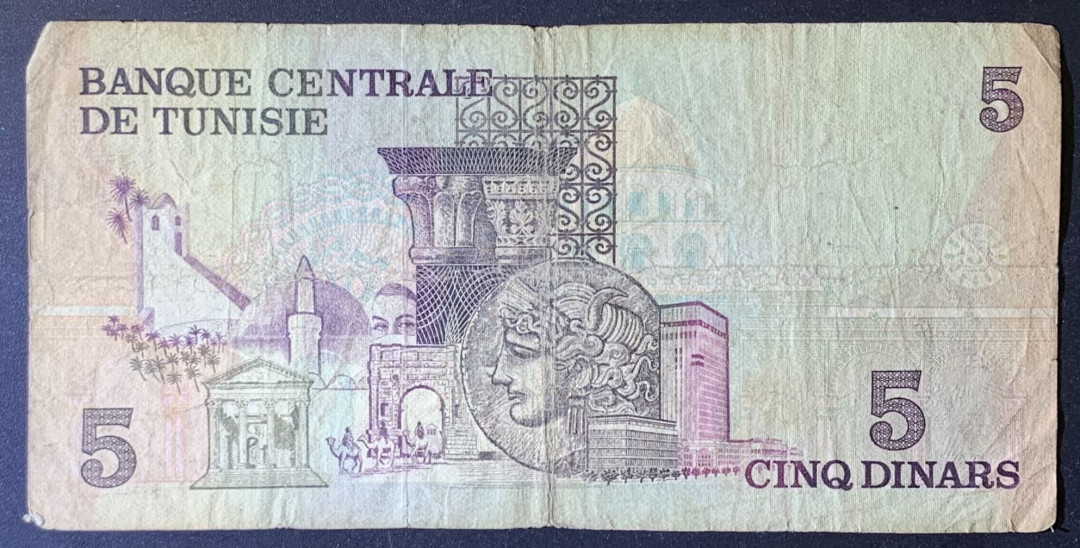 BANQUE CENTRALE
DE TUNISIE
5
5
5
CINQ DINARS